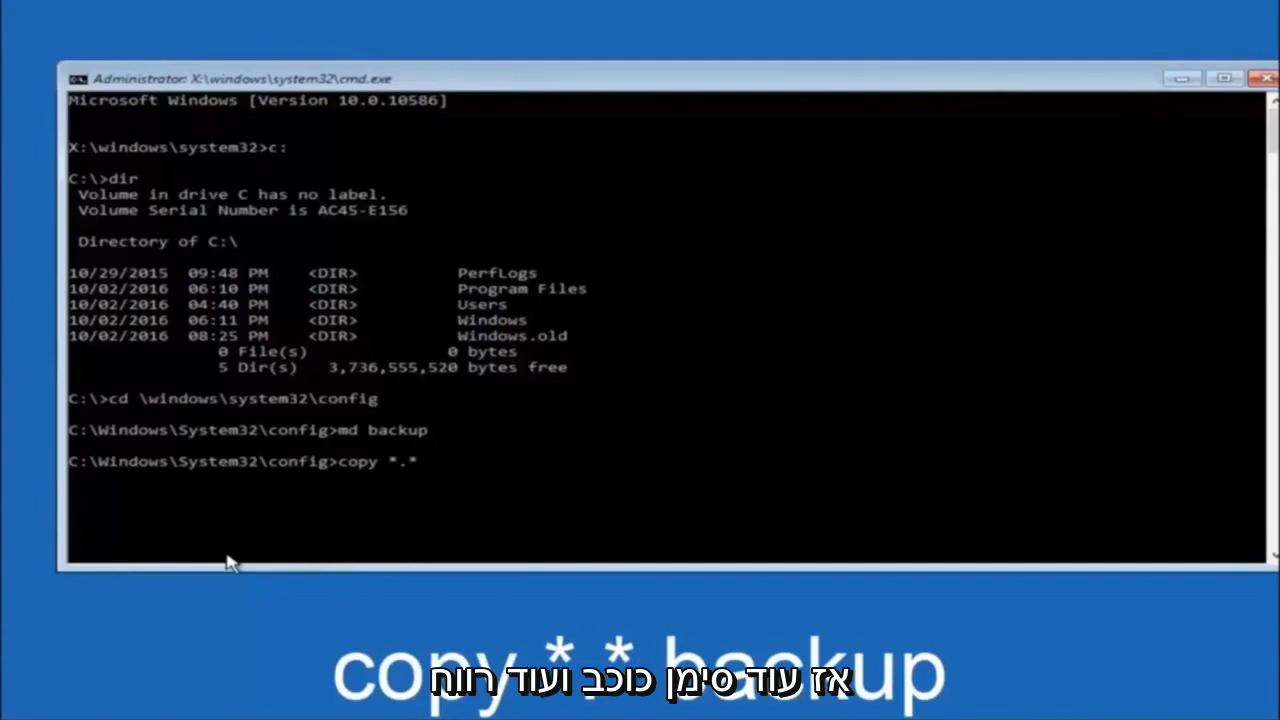 Administrator: X:\windows\system32\cmd.exe
Microsoft Windows [Version 10.0.10586]
X:\windows\system32>c:
C:\>dir
Volume in drive C has no label.
Volume Serial Number is AC45-E156
Directory of C:\
10/29/2015 09:48 PM <DIR> PerfLogs
10/02/2016 06:10 PM <DIR> Program Files
10/02/2016 04:40 PM <DIR> Users
10/02/2016 06:11 PM <DIR> Windows
10/02/2016 08:25 PM <DIR> Windows.old
0 File(s) 0 bytes
5 Dir(s) 3,736,555,520 bytes free
C:\>cd \windows\system32\config
C:\Windows\System32\config>md backup
C:\Windows\System32\config>copy *.*
copy *.* backup
אז עוד סימן כוכב ועוד רווח